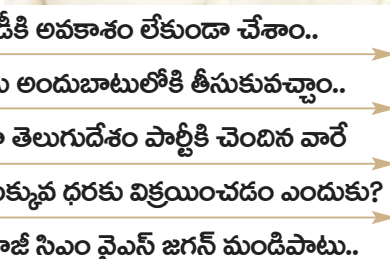 అవకాశం లేకుండా చేశాం..
అందుబాటులోకి తీసుకువచ్చాం..
తెలుగుదేశం పార్టీకి చెందిన వారే
ధరకు విక్రయించడం ఎందుకు?
సిఎం వైఎస్ జగన్ మండిపాటు..